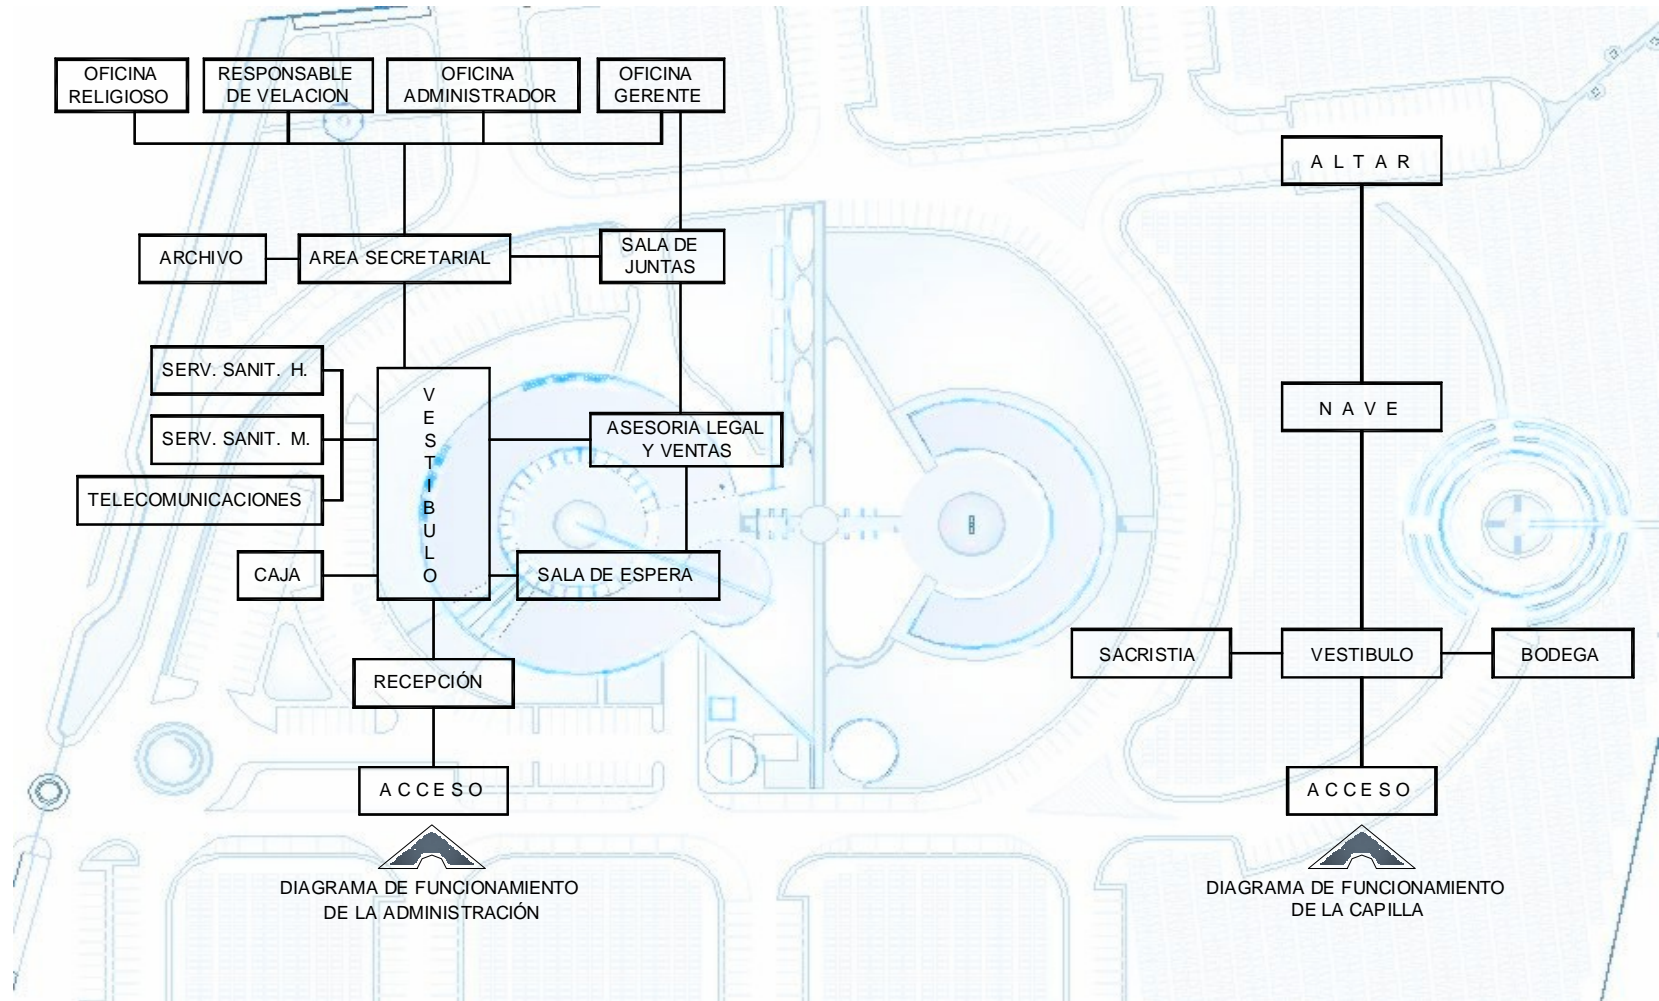 OFICINA
RELIGIOSO
RESPONSABLE
DE VELACION
OFICINA
ADMINISTRADOR
OFICINA
GERENTE
ARCHIVO
AREA SECRETARIAL
SALA DE
JUNTAS
SERV. SANIT. H.
SERV. SANIT. M.
TELECOMUNICACIONES
CAJA
VESTIBULO
ASESORIA LEGAL
Y VENTAS
SALA DE ESPERA
RECEPCIÓN
ACCESO
DIAGRAMA DE FUNCIONAMIENTO
DE LA ADMINISTRACIÓN
ALTAR
NAVE
SACRISTIA
VESTIBULO
BODEGA
ACCESO
DIAGRAMA DE FUNCIONAMIENTO
DE LA CAPILLA